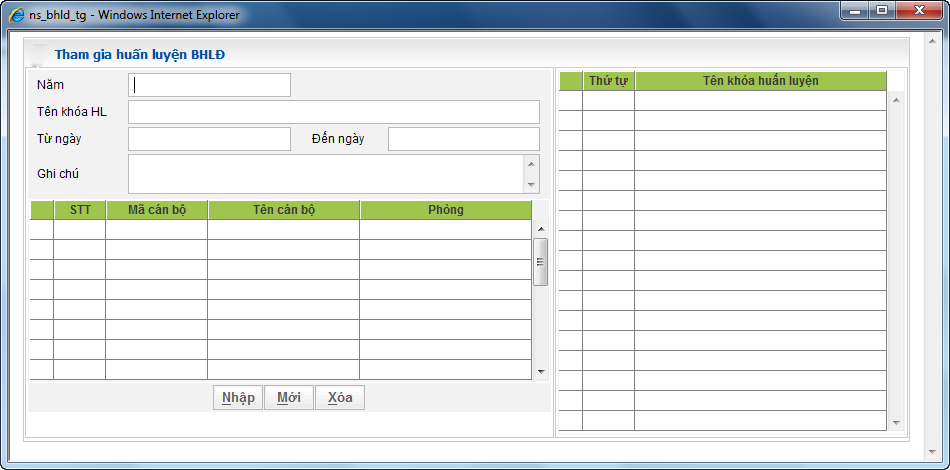 ns_bhld_tg - Windows Internet Explorer
Tham gia huấn luyện BHLĐ
Năm
Tên khóa HL
Từ ngày Đến ngày
Ghi chú
STT Mã cán bộ Tên cán bộ Phòng
Nhập Mới Xóa
Thứ tự Tên khóa huấn luyện